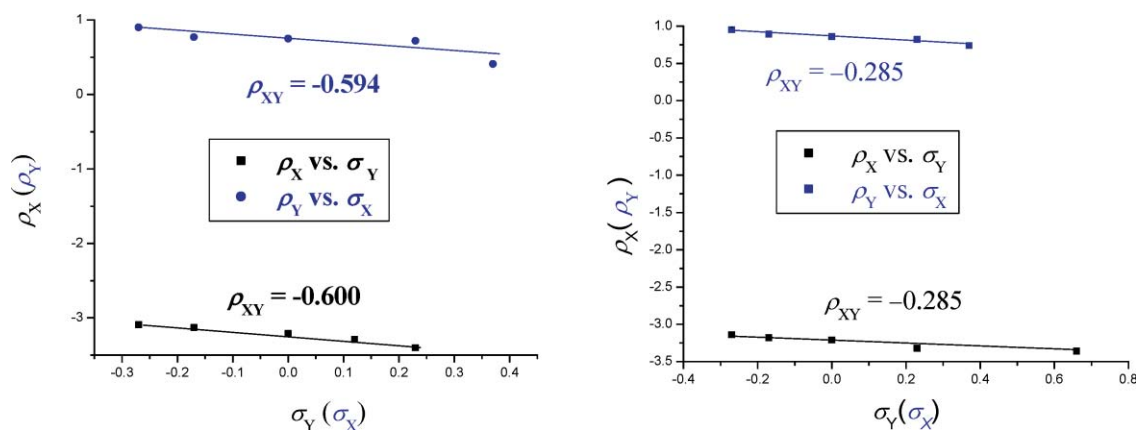 1
0
-1
-2
-3
ρX (ρY)
ρXY = -0.594
ρX vs. σY
ρY vs. σX
ρXY = -0.600
-0.3 -0.2 -0.1 0.0 0.1 0.2 0.3 0.4
σY (σX)
1.0
0.5
0.0
-0.5
-1.0
-1.5
-2.0
-2.5
-3.0
-3.5
ρX(ρY)
ρXY = –0.285
ρX vs. σY
ρY vs. σX
ρXY = –0.285
-0.4 -0.2 0.0 0.2 0.4 0.6 0.8
σY(σX)